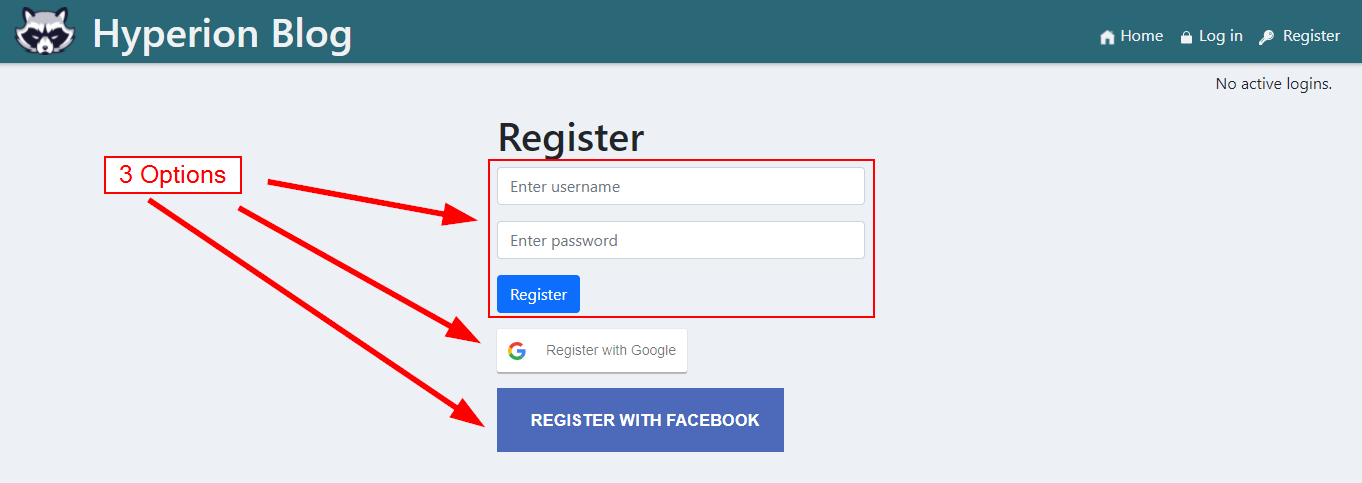 Hyperion Blog
Home Log in Register
No active logins.
Register
3 Options
Enter username
Enter password
Register
Register with Google
REGISTER WITH FACEBOOK